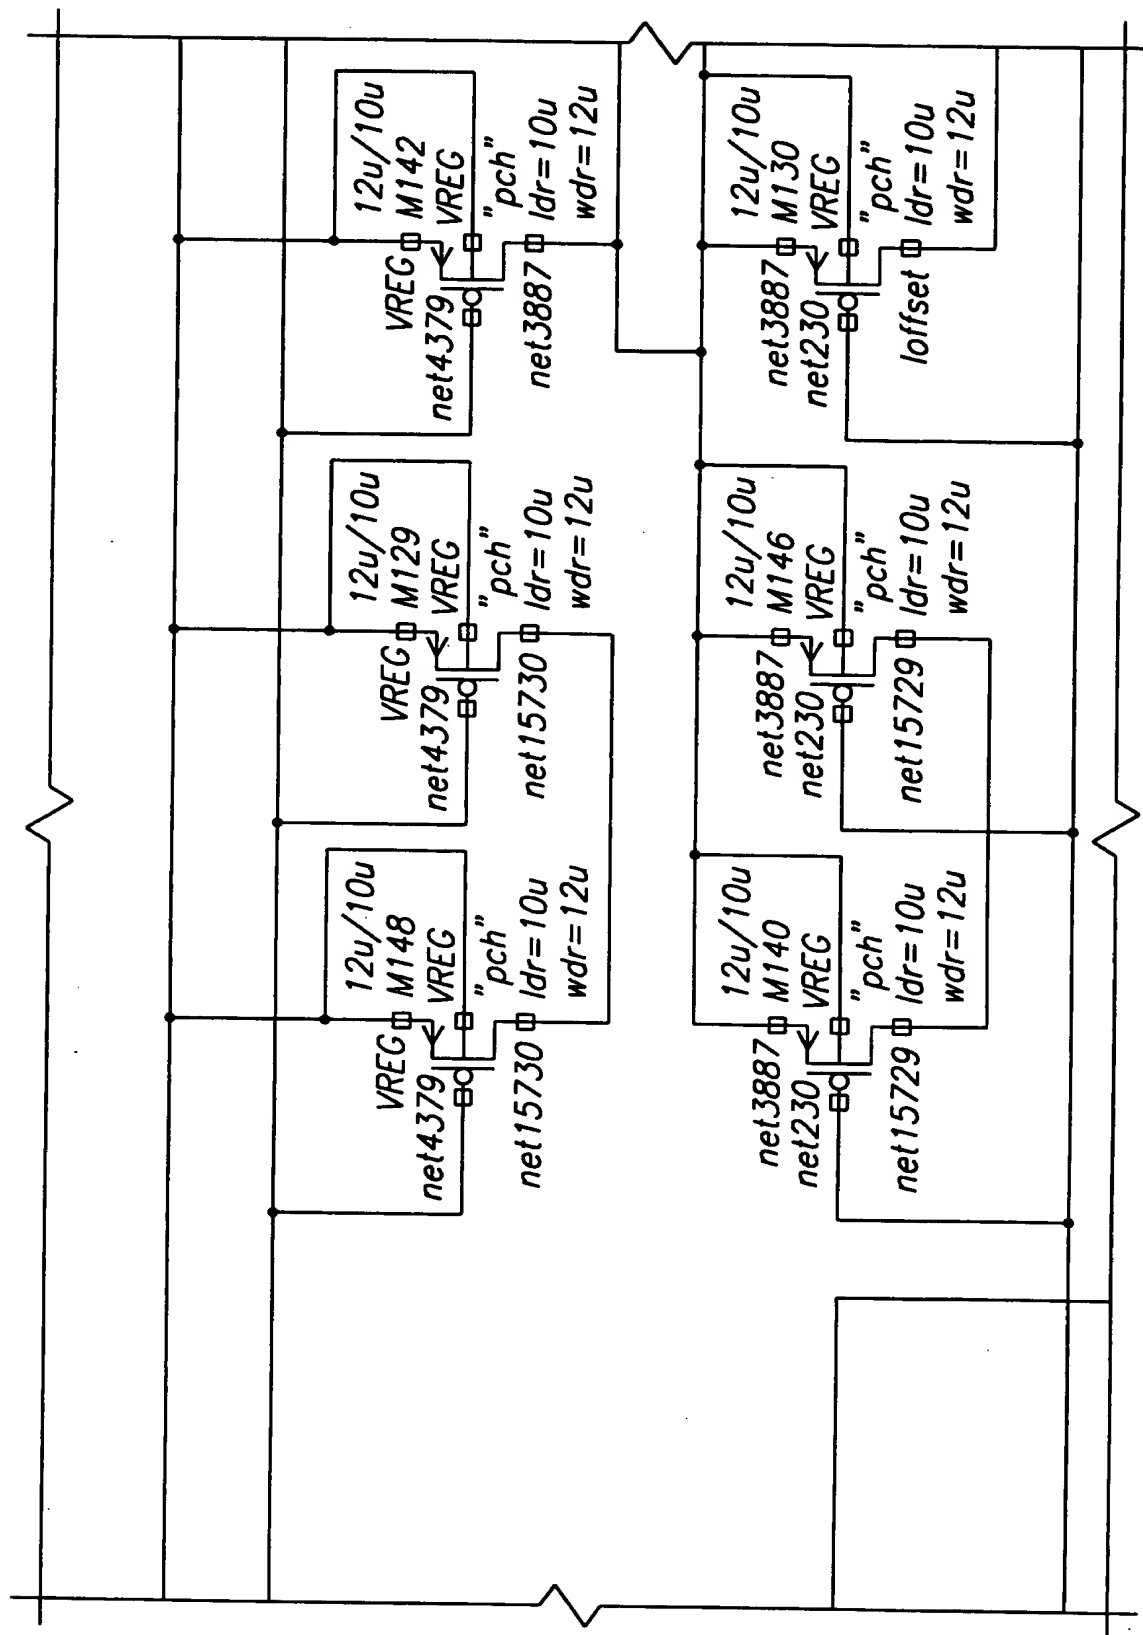 12u/10u
M148
VREG
VREG
net4379
"pch"
ldr=10u
wdr=12u
net15730
12u/10u
M129
VREG
VREG
net4379
"pch"
ldr=10u
wdr=12u
net15730
12u/10u
M142
VREG
VREG
net4379
"pch"
ldr=10u
wdr=12u
net3887
12u/10u
M140
VREG
net3887
net230
"pch"
ldr=10u
wdr=12u
net15729
12u/10u
M146
VREG
net3887
net230
"pch"
ldr=10u
wdr=12u
net15729
12u/10u
M130
VREG
net3887
net230
"pch"
ldr=10u
wdr=12u
Ioffset